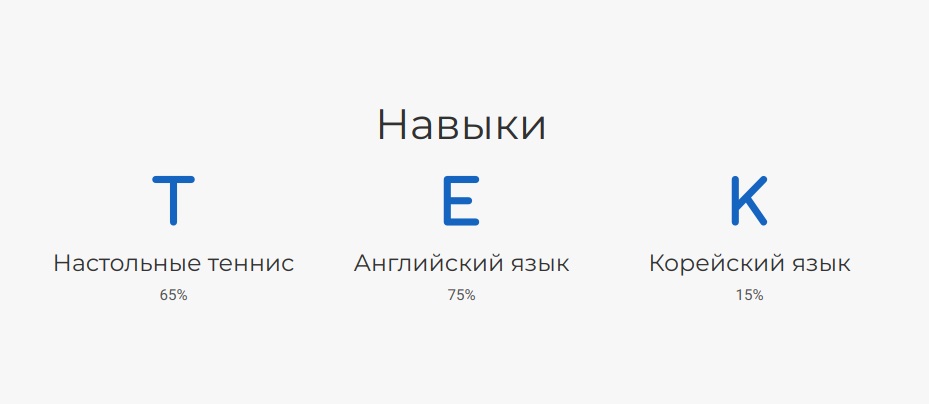 Навыки
T E K
Настольные теннис Английский язык Корейский язык
65% 75% 15%